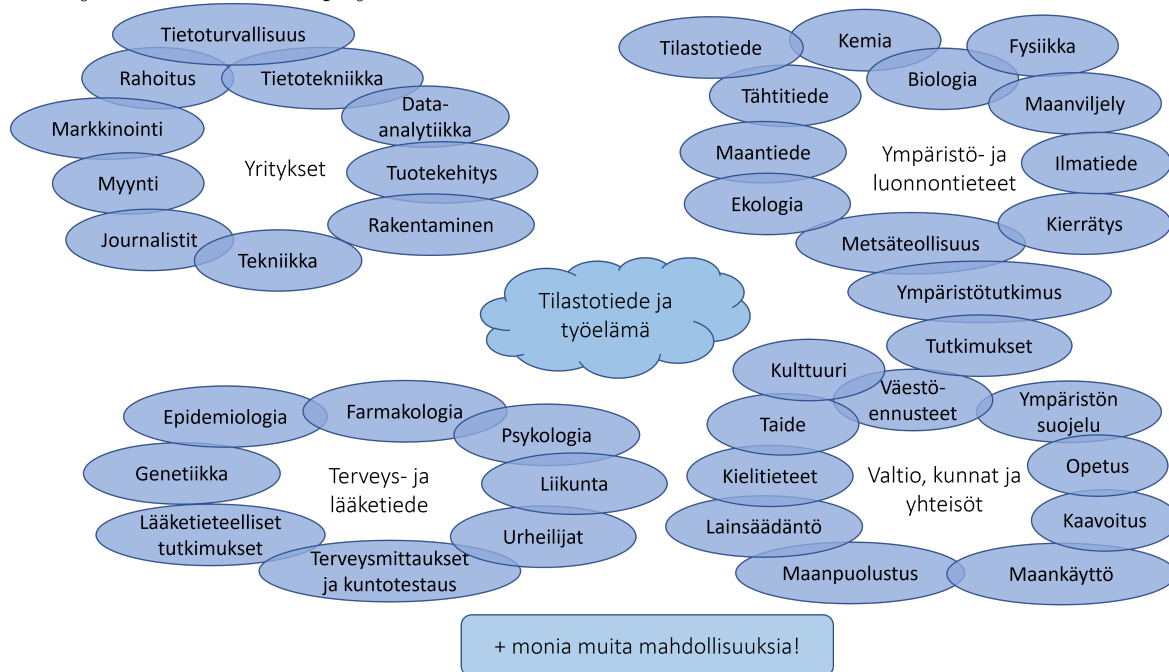 Tietoturvallisuus
Rahoitus
Tietotekniikka
Markkinointi
Data-
analytiikka
Yritykset
Myynti
Tuotekehitys
Journalistit
Rakentaminen
Tekniikka
Tilastotiede
Kemia
Fysiikka
Biologia
Tähtitiede
Maanviljely
Maantiede
Ympäristö- ja
luonnontieteet
Ilmatiede
Ekologia
Kierrätys
Metsäteollisuus
Ympäristötutkimus
Tutkimukset
Tilastotiede ja
työelämä
Epidemiologia
Farmakologia
Psykologia
Genetiikka
Terveys- ja
lääketiede
Liikunta
Lääketieteelliset
tutkimukset
Urheilijat
Terveysmittaukset
ja kuntotestaus
Kulttuuri
Väestö-
ennusteet
Ympäristön
suojelu
Taide
Kielitieteet
Valtio, kunnat ja
yhteisöt
Opetus
Lainsäädäntö
Kaavoitus
Maanpuolustus
Maankäyttö
+ monia muita mahdollisuuksia!